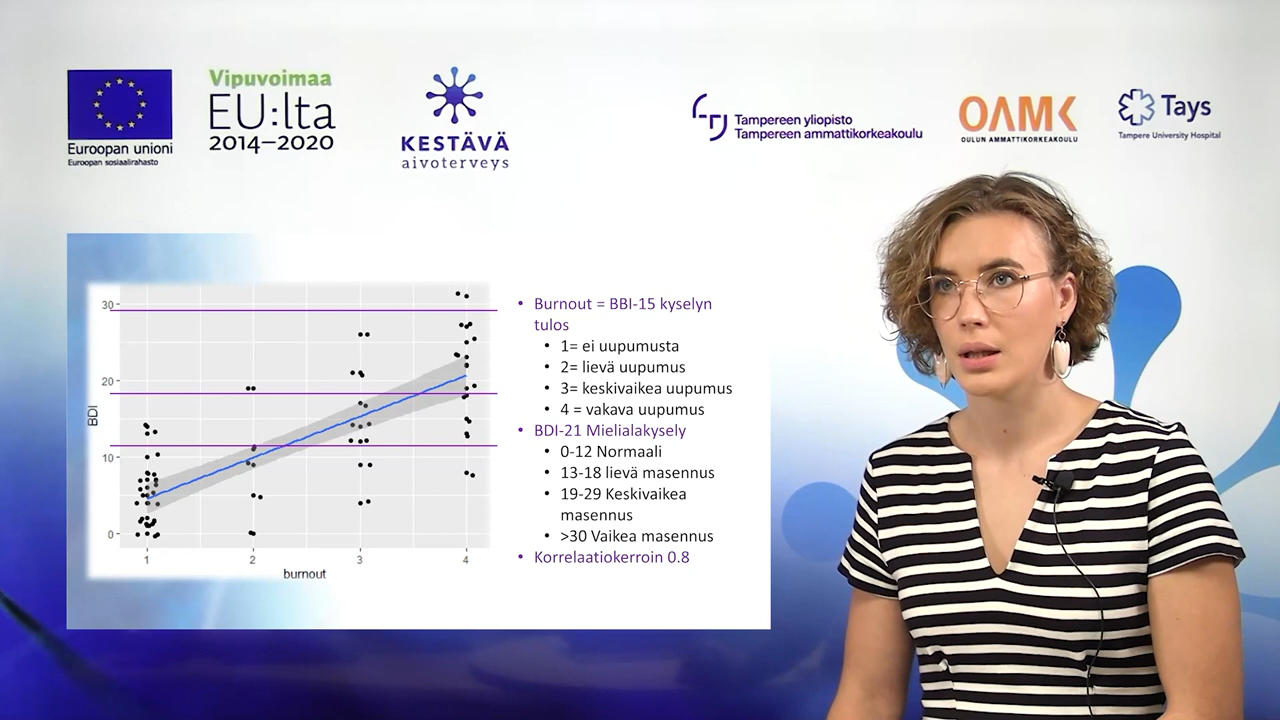 Euroopan unioni
Euroopan sosiaalirahasto
Vipuvoimaa
EU:lta
2014–2020
KESTÄVÄ
aivoterveys
Tampereen yliopisto
Tampereen ammattikorkeakoulu
OAMK
OULUN AMMATTIKORKEAKOULU
Tays
Tampere University Hospital
30
20
10
0
BDI
1
2
3
4
burnout
• Burnout = BBI-15 kyselyn
tulos
• 1= ei uupumusta
• 2= lievä uupumus
• 3= keskivaikea uupumus
• 4 = vakava uupumus
• BDI-21 Mielialakysely
• 0-12 Normaali
• 13-18 lievä masennus
• 19-29 Keskivaikea
masennus
• >30 Vaikea masennus
• Korrelaatiokerroin 0.8